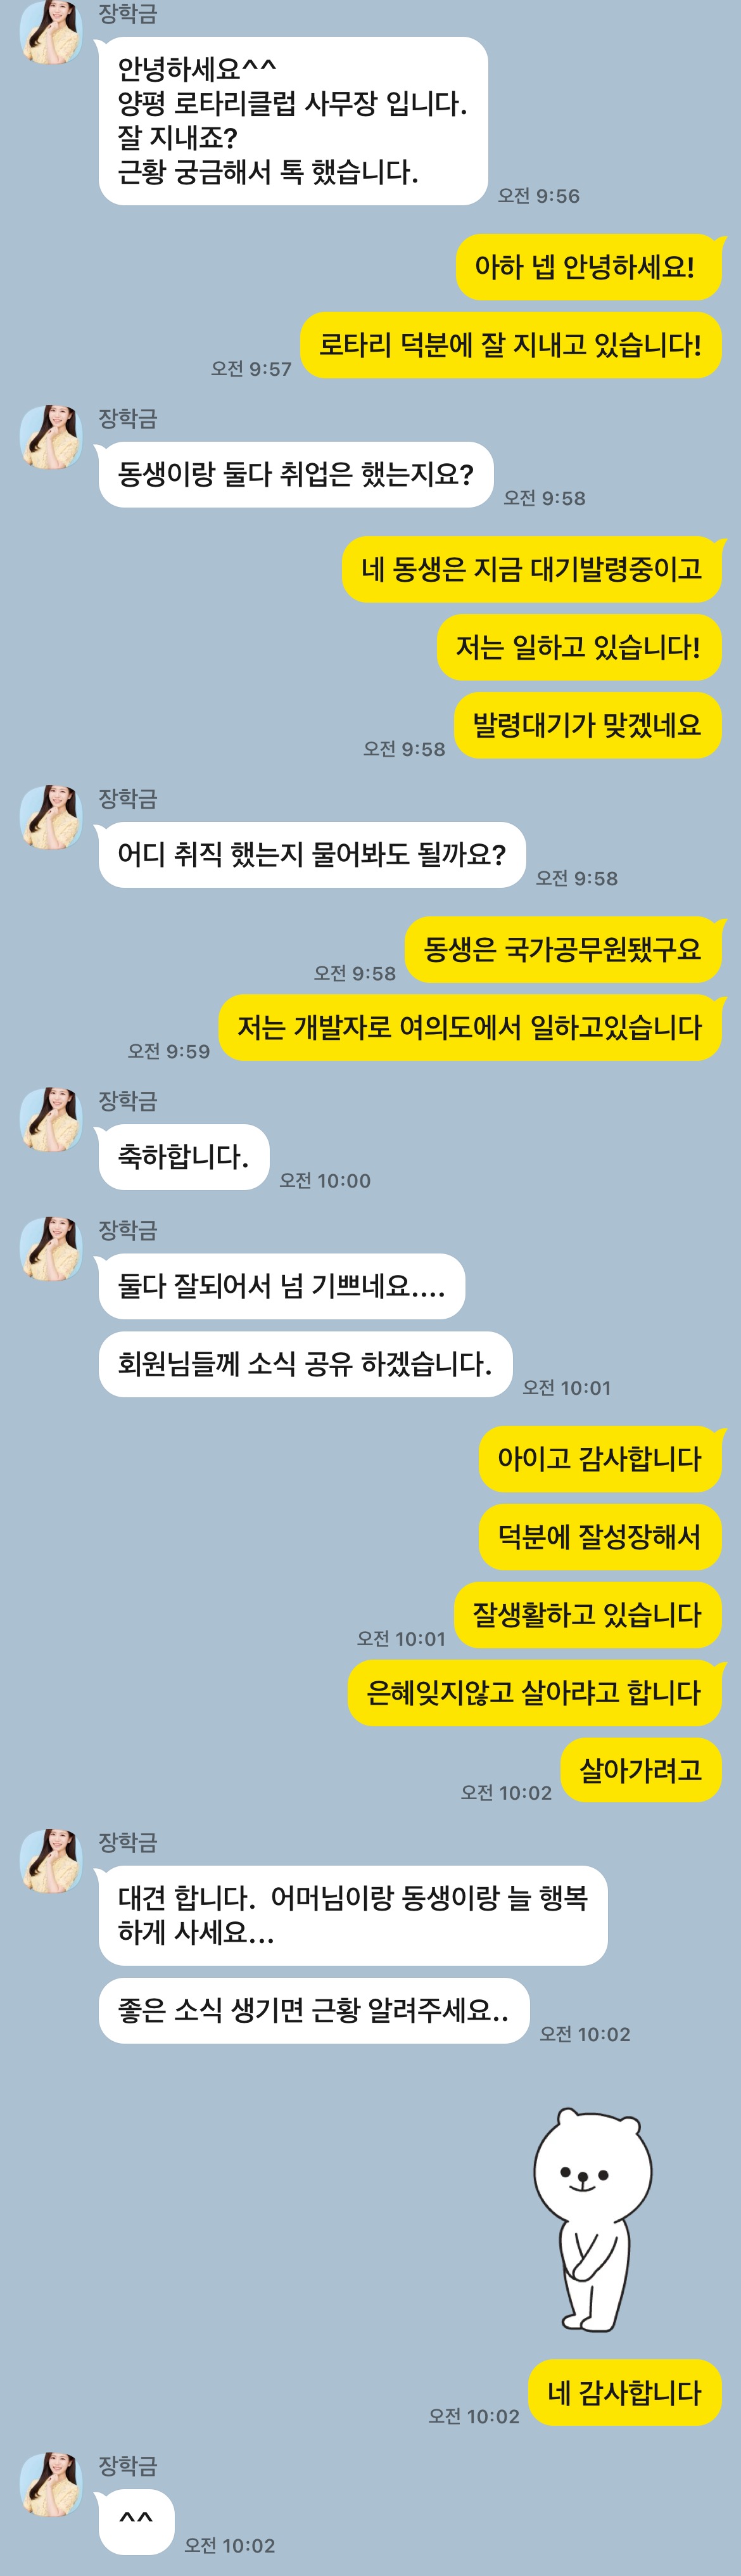 장학금
안녕하세요^^
양평 로타리클럽 사무장 입니다.
잘 지내죠?
근황 궁금해서 톡 했습니다.
오전 9:56
아하 넵 안녕하세요!
로타리 덕분에 잘 지내고 있습니다!
오전 9:57
장학금
동생이랑 둘다 취업은 했는지요?
오전 9:58
네 동생은 지금 대기발령중이고
저는 일하고 있습니다!
발령대기가 맞겠네요
오전 9:58
장학금
어디 취직 했는지 물어봐도 될까요?
오전 9:58
동생은 국가공무원됐구요
오전 9:58
저는 개발자로 여의도에서 일하고있습니다
오전 9:59
장학금
축하합니다.
오전 10:00
장학금
둘다 잘되어서 넘 기쁘네요....
회원님들께 소식 공유 하겠습니다.
오전 10:01
아이고 감사합니다
덕분에 잘성장해서
잘생활하고 있습니다
오전 10:01
은혜잊지않고 살아랴고 합니다
살아가려고
오전 10:02
장학금
대견 합니다.  어머님이랑 동생이랑 늘 행복
하게 사세요...
좋은 소식 생기면 근황 알려주세요..
오전 10:02
네 감사합니다
오전 10:02
장학금
^^
오전 10:02